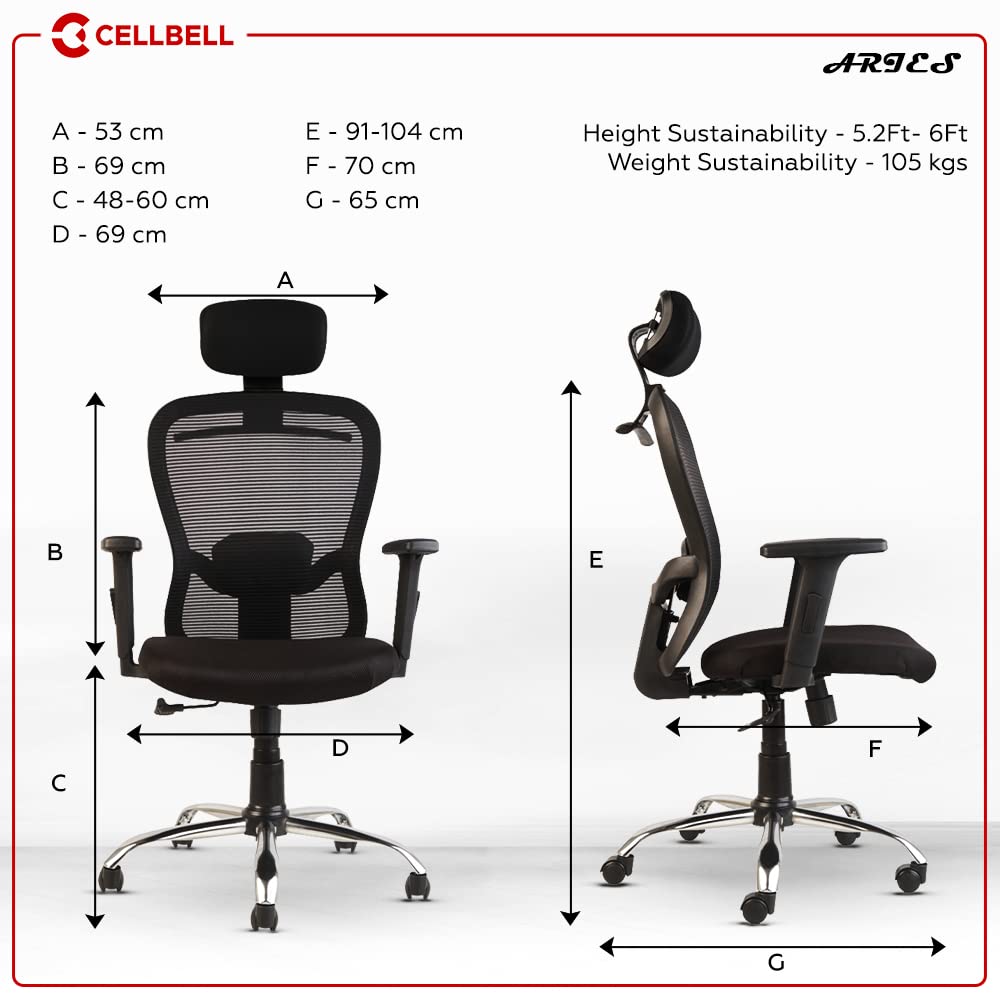 CELLBELL
ARIES
A - 53 cm
B - 69 cm
C - 48-60 cm
D - 69 cm
E - 91-104 cm
F - 70 cm
G - 65 cm
Height Sustainability - 5.2Ft- 6Ft
Weight Sustainability - 105 kgs
A
B
C
D
E
F
G